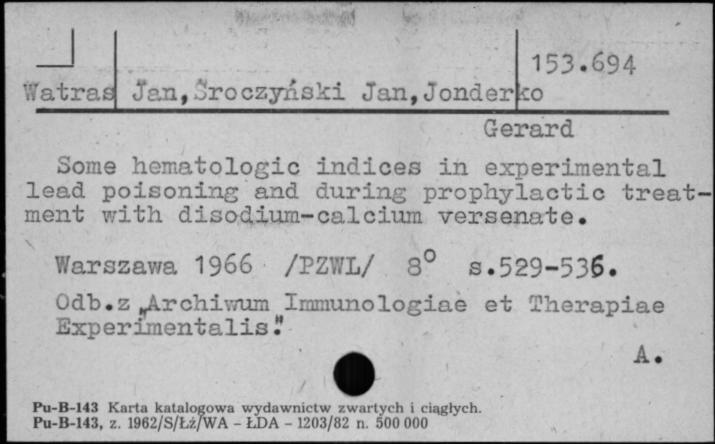 153.694
Watras Jan, Sroczyński Jan, Jonderko
Gerard
Some hematologic indices in experimental
lead poisoning and during prophylactic treat-
ment with disodium-calcium versenate.
Warszawa 1966 /PZWL/ 8° s.529-536.
Odb.z „Archiwum Immunologiae et Therapiae
Experimentalis."
A.
Pu-B-143 Karta katalogowa wydawnictw zwartych i ciągłych.
Pu-B-143, z. 1962/S/Łż/WA - ŁDA - 1203/82 n. 500 000